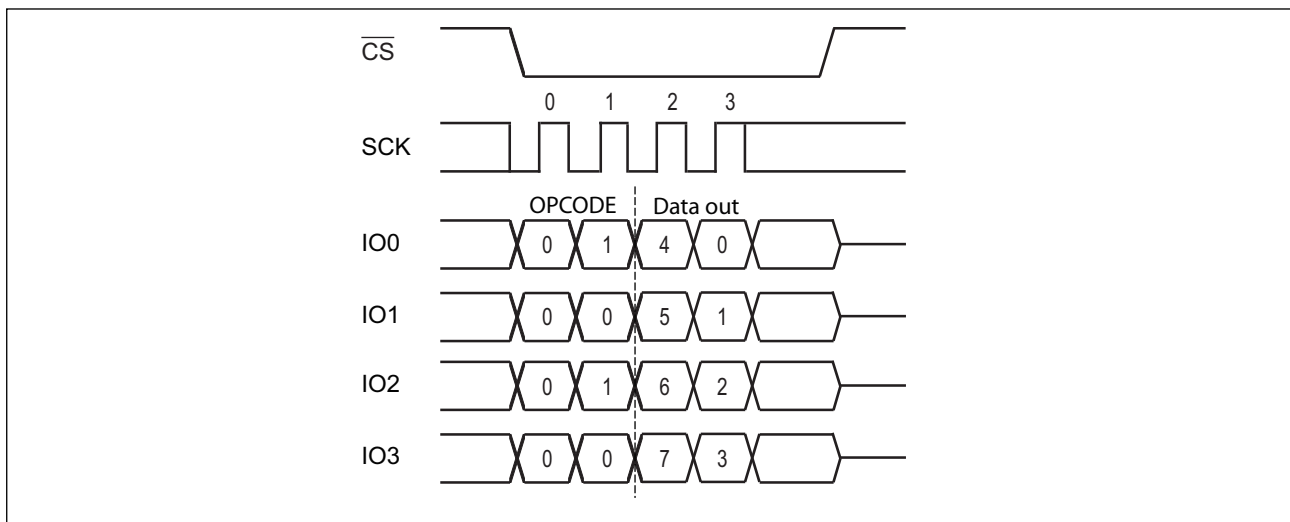 CS
0 1 2 3
SCK
OPCODE Data out
IO0 0 1 4 0
IO1 0 0 5 1
IO2 0 1 6 2
IO3 0 0 7 3